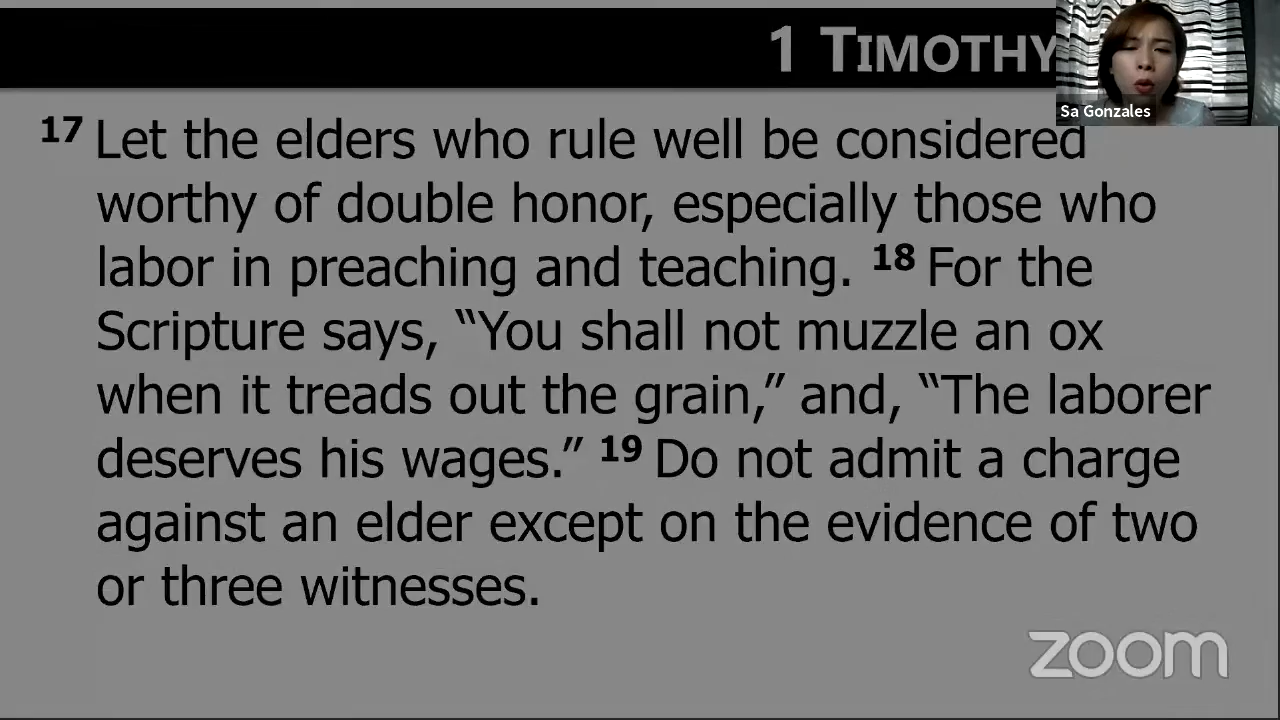 1 TIMOTHY
Sa Gonzales
17 Let the elders who rule well be considered
worthy of double honor, especially those who
labor in preaching and teaching. 18 For the
Scripture says, “You shall not muzzle an ox
when it treads out the grain,” and, “The laborer
deserves his wages.” 19 Do not admit a charge
against an elder except on the evidence of two
or three witnesses.
zoom